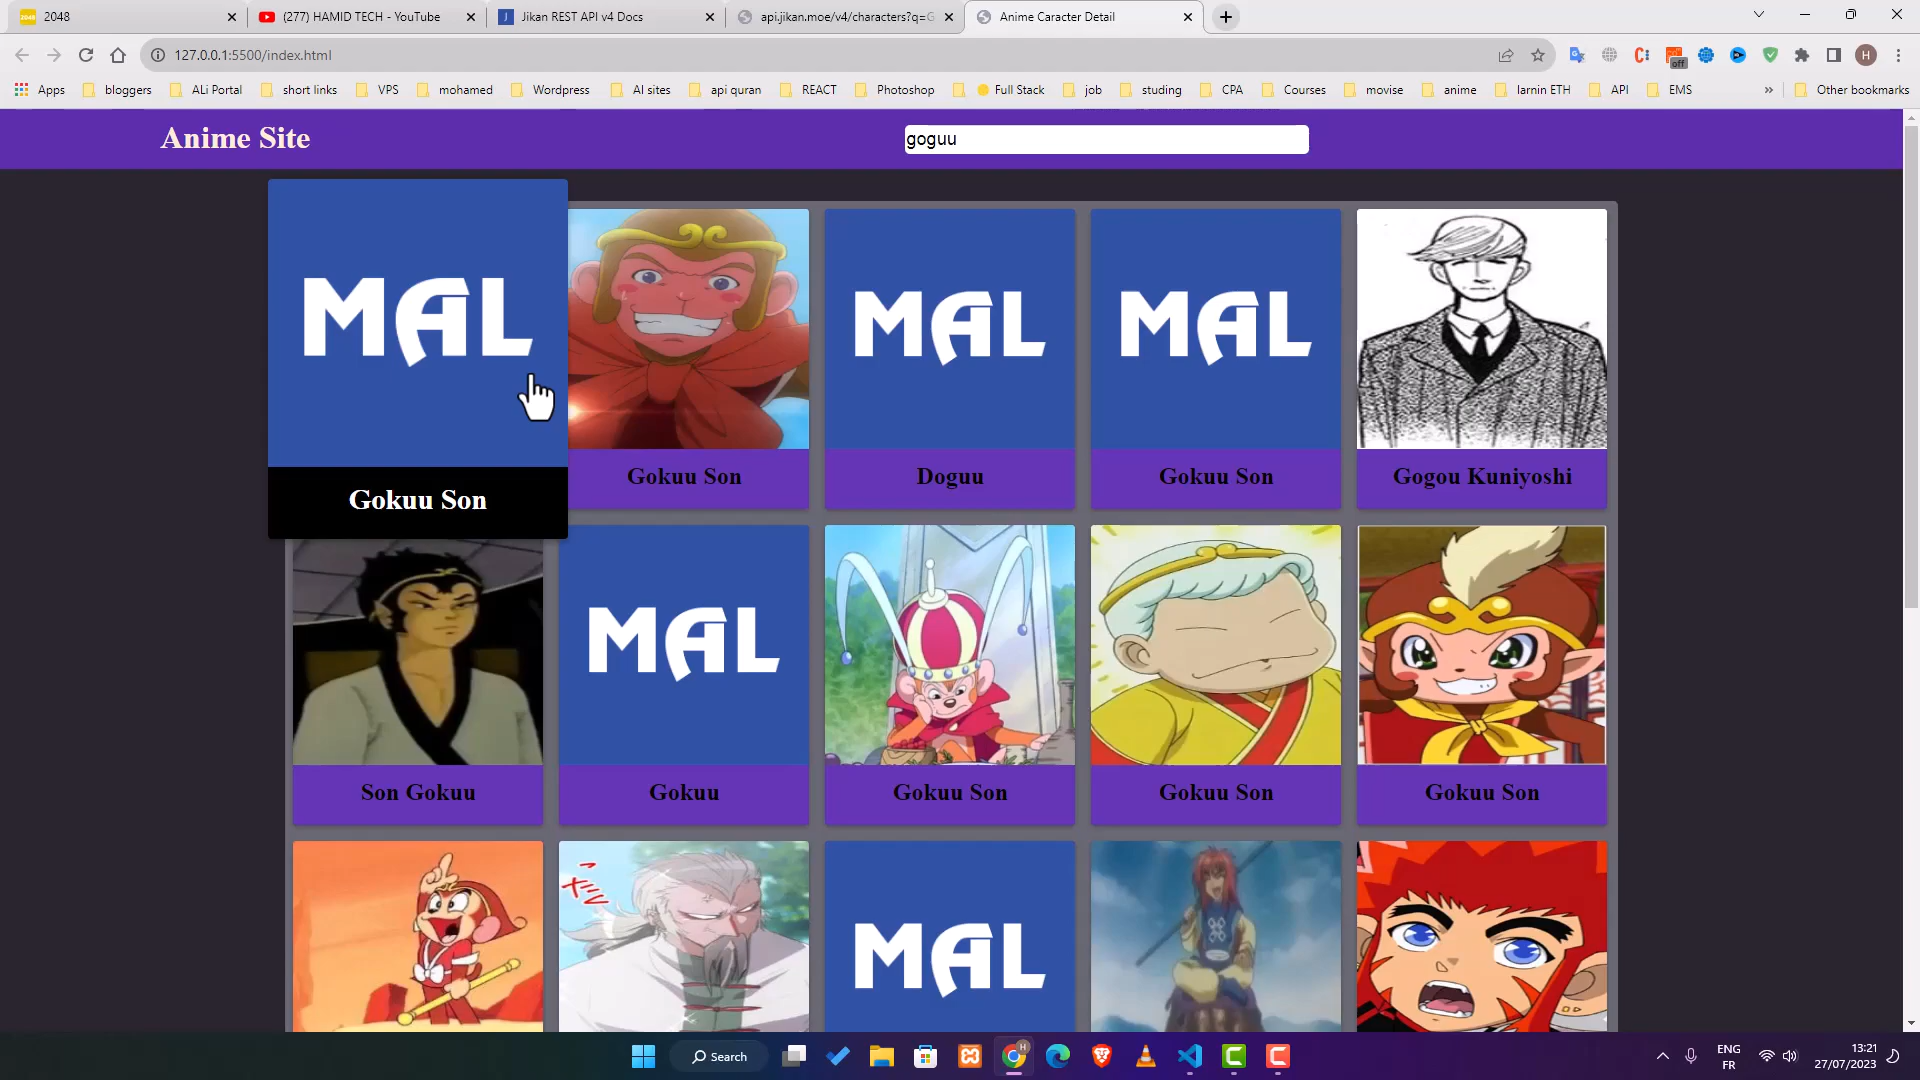 2048
(277) HAMID TECH - YouTube
Jikan REST API v4 Docs
api.jikan.moe/v4/characters?q=G
Anime Caracter Detail
127.0.0.1:5500/index.html
off
H
Apps
bloggers
ALi Portal
short links
VPS
mohamed
Wordpress
AI sites
api quran
REACT
Photoshop
Full Stack
job
studing
CPA
Courses
movise
anime
larnin ETH
API
EMS
»
Other bookmarks
Anime Site
goguu
MAL
MAL
MAL
Gokuu Son
Gokuu Son
Doguu
Gokuu Son
Gogou Kuniyoshi
MAL
Son Gokuu
Gokuu
Gokuu Son
Gokuu Son
Gokuu Son
MAL
Search
ENG
FR
13:21
27/07/2023